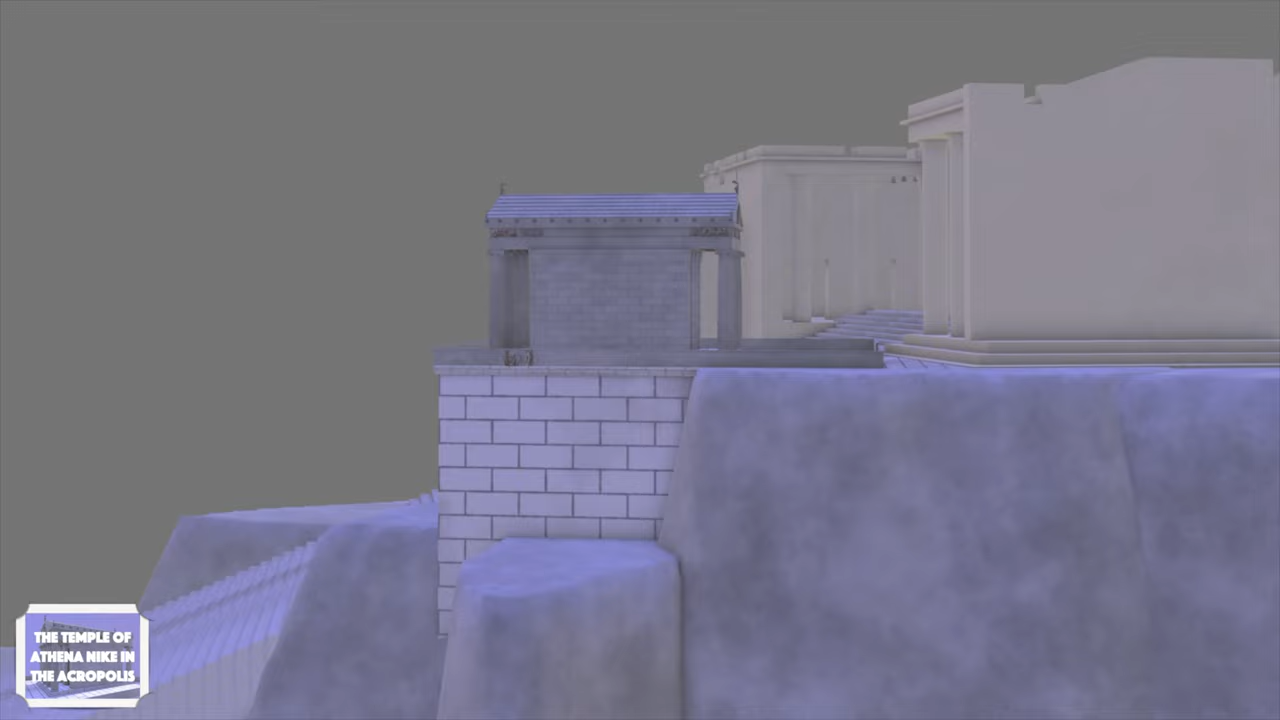 THE TEMPLE OF
ATHENA NIKE IN
THE ACROPOLIS